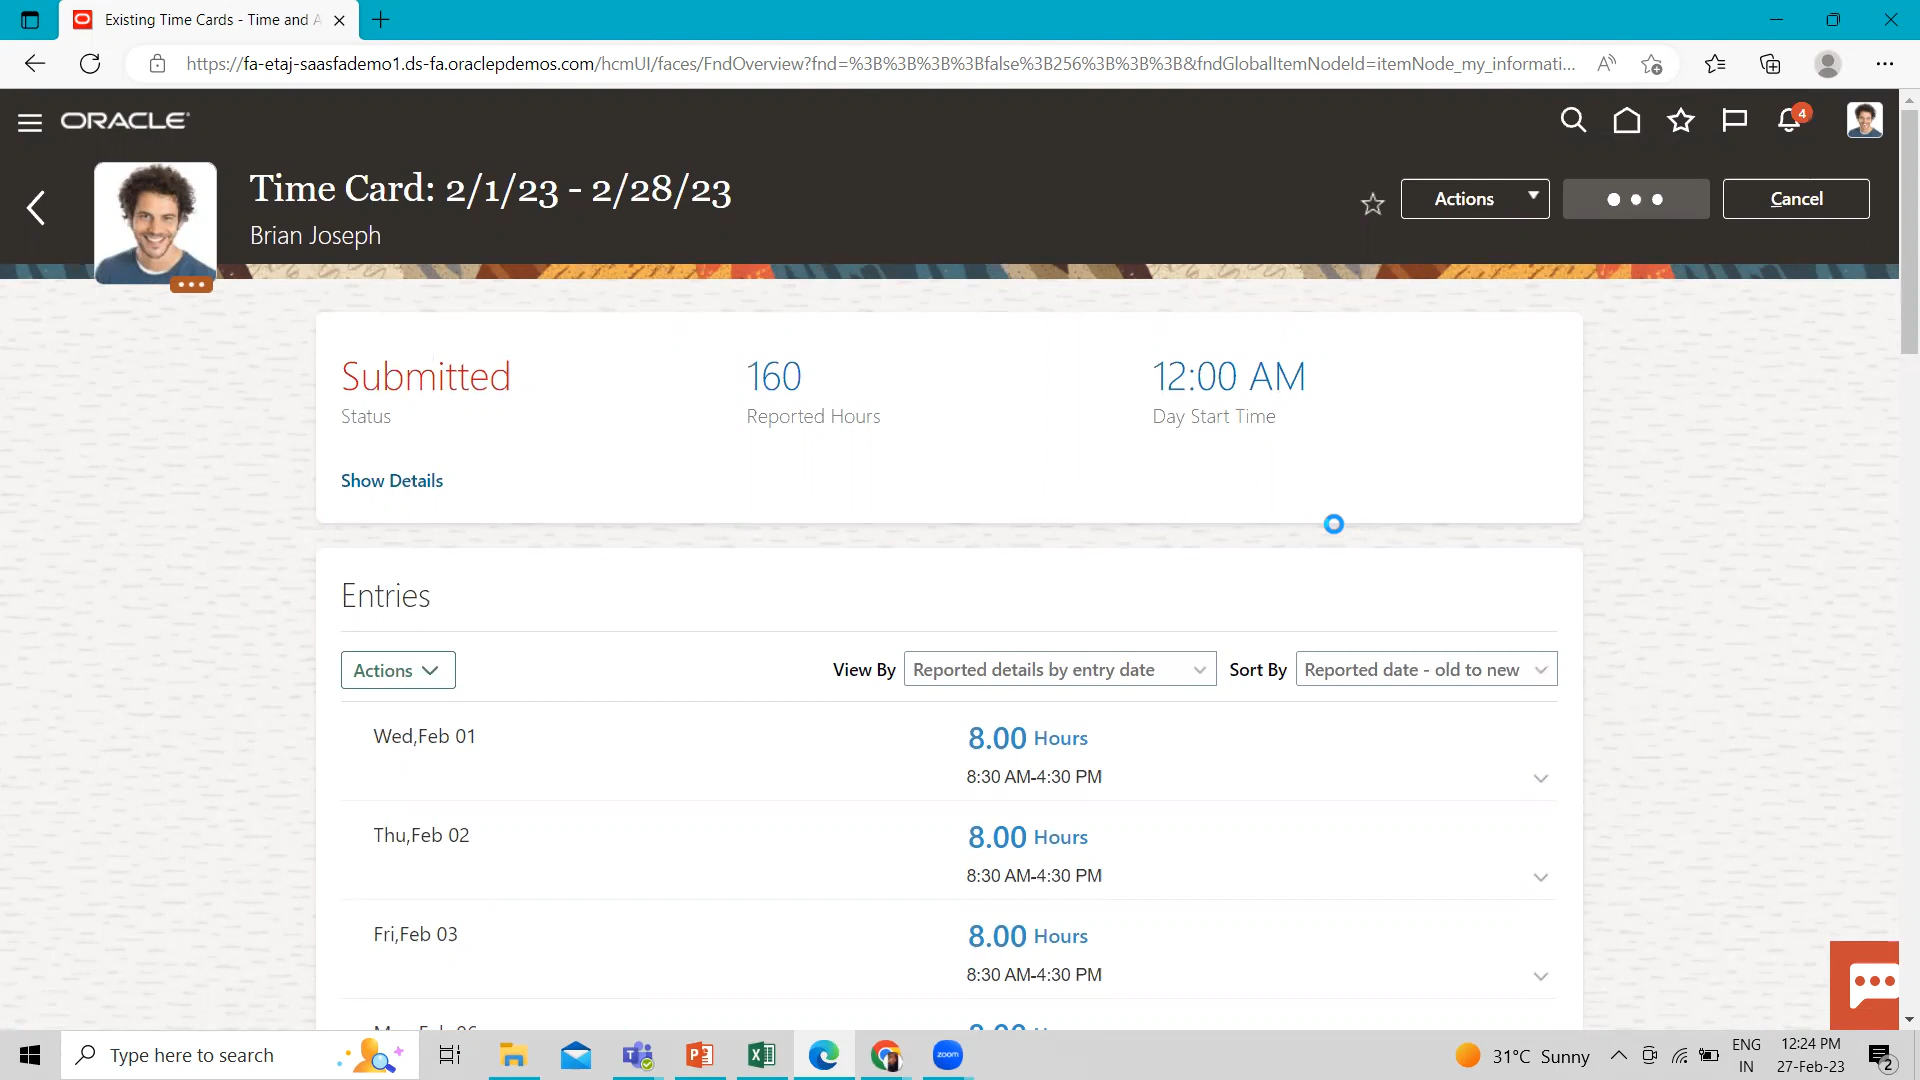 Existing Time Cards - Time and A
https://fa-etaj-saasfademo1.ds-fa.oraclepdemos.com/hcmUI/faces/FndOverview?fnd=%3B%3B%3B%3Bfalse%3B256%3B%3B%3B&fndGlobalItemNodeId=itemNode_my_informati...
ORACLE
4
Time Card: 2/1/23 - 2/28/23
Brian Joseph
Actions
Cancel
Submitted
Status
160
Reported Hours
12:00 AM
Day Start Time
Show Details
Entries
Actions
View By
Reported details by entry date
Sort By
Reported date - old to new
Wed,Feb 01
8.00 Hours
8:30 AM-4:30 PM
Thu,Feb 02
8.00 Hours
8:30 AM-4:30 PM
Fri,Feb 03
8.00 Hours
8:30 AM-4:30 PM
Type here to search
zoom
31°C Sunny
ENG
IN
12:24 PM
27-Feb-23
2